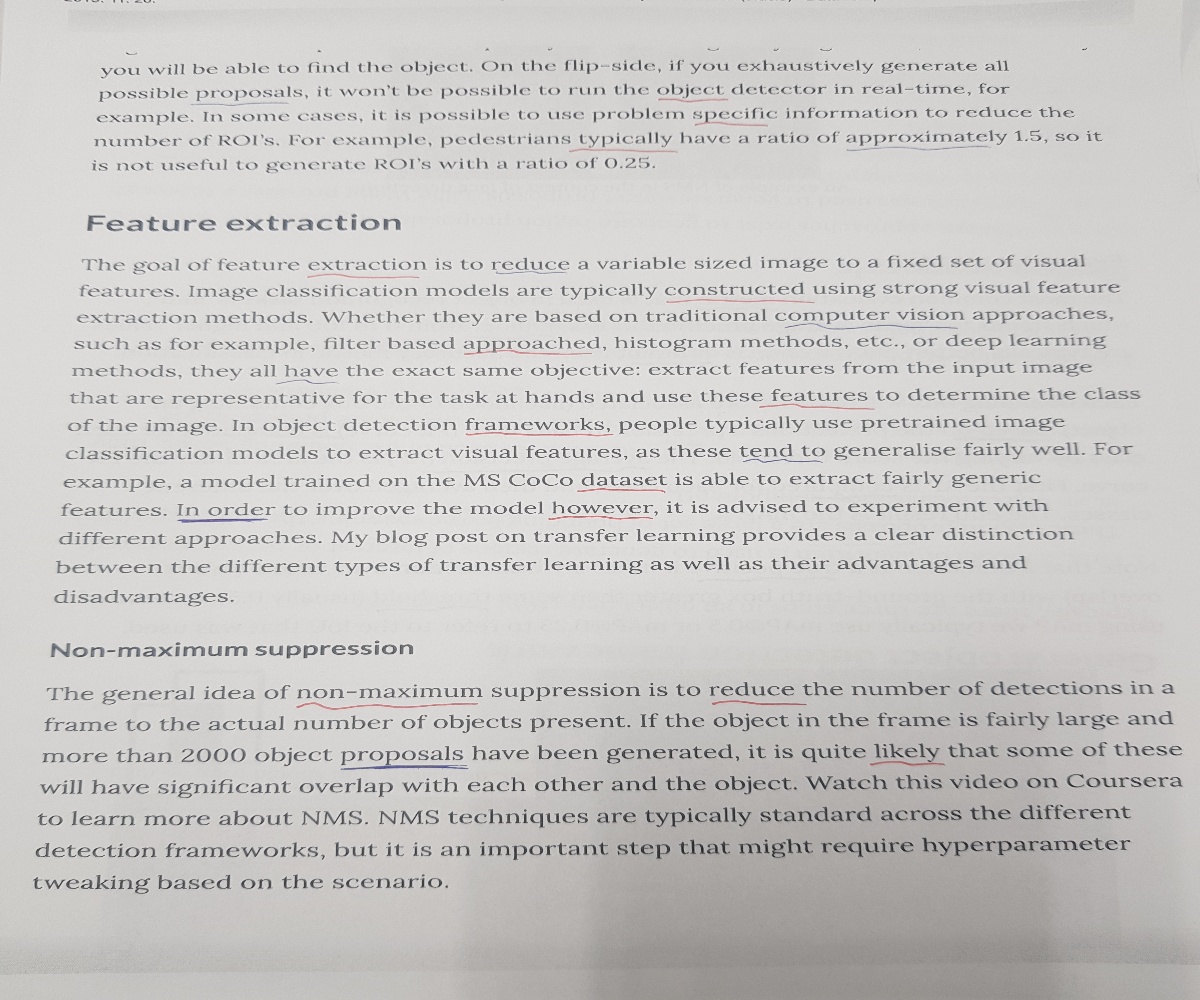 you will be able to find the object. On the flip-side, if you exhaustively generate all
possible proposals, it won't be possible to run the object detector in real-time, for
example. In some cases, it is possible to use problem specific information to reduce the
number of ROI's. For example, pedestrians typically have a ratio of approximately 1.5, so it
is not useful to generate ROI's with a ratio of 0.25.
Feature extraction
The goal of feature extraction is to reduce a variable sized image to a fixed set of visual
features. Image classification models are typically constructed using strong visual feature
extraction methods. Whether they are based on traditional computer vision approaches,
such as for example, filter based approached, histogram methods, etc., or deep learning
methods, they all have the exact same objective: extract features from the input image
that are representative for the task at hands and use these features to determine the class
of the image. In object detection frameworks, people typically use pretrained image
classification models to extract visual features, as these tend to generalise fairly well. For
example, a model trained on the MS CoCo dataset is able to extract fairly generic
features. In order to improve the model however, it is advised to experiment with
different approaches. My blog post on transfer learning provides a clear distinction
between the different types of transfer learning as well as their advantages and
disadvantages.
Non-maximum suppression
The general idea of non-maximum suppression is to reduce the number of detections in a
frame to the actual number of objects present. If the object in the frame is fairly large and
more than 2000 object proposals have been generated, it is quite likely that some of these
will have significant overlap with each other and the object. Watch this video on Coursera
to learn more about NMS. NMS techniques are typically standard across the different
detection frameworks, but it is an important step that might require hyperparameter
tweaking based on the scenario.